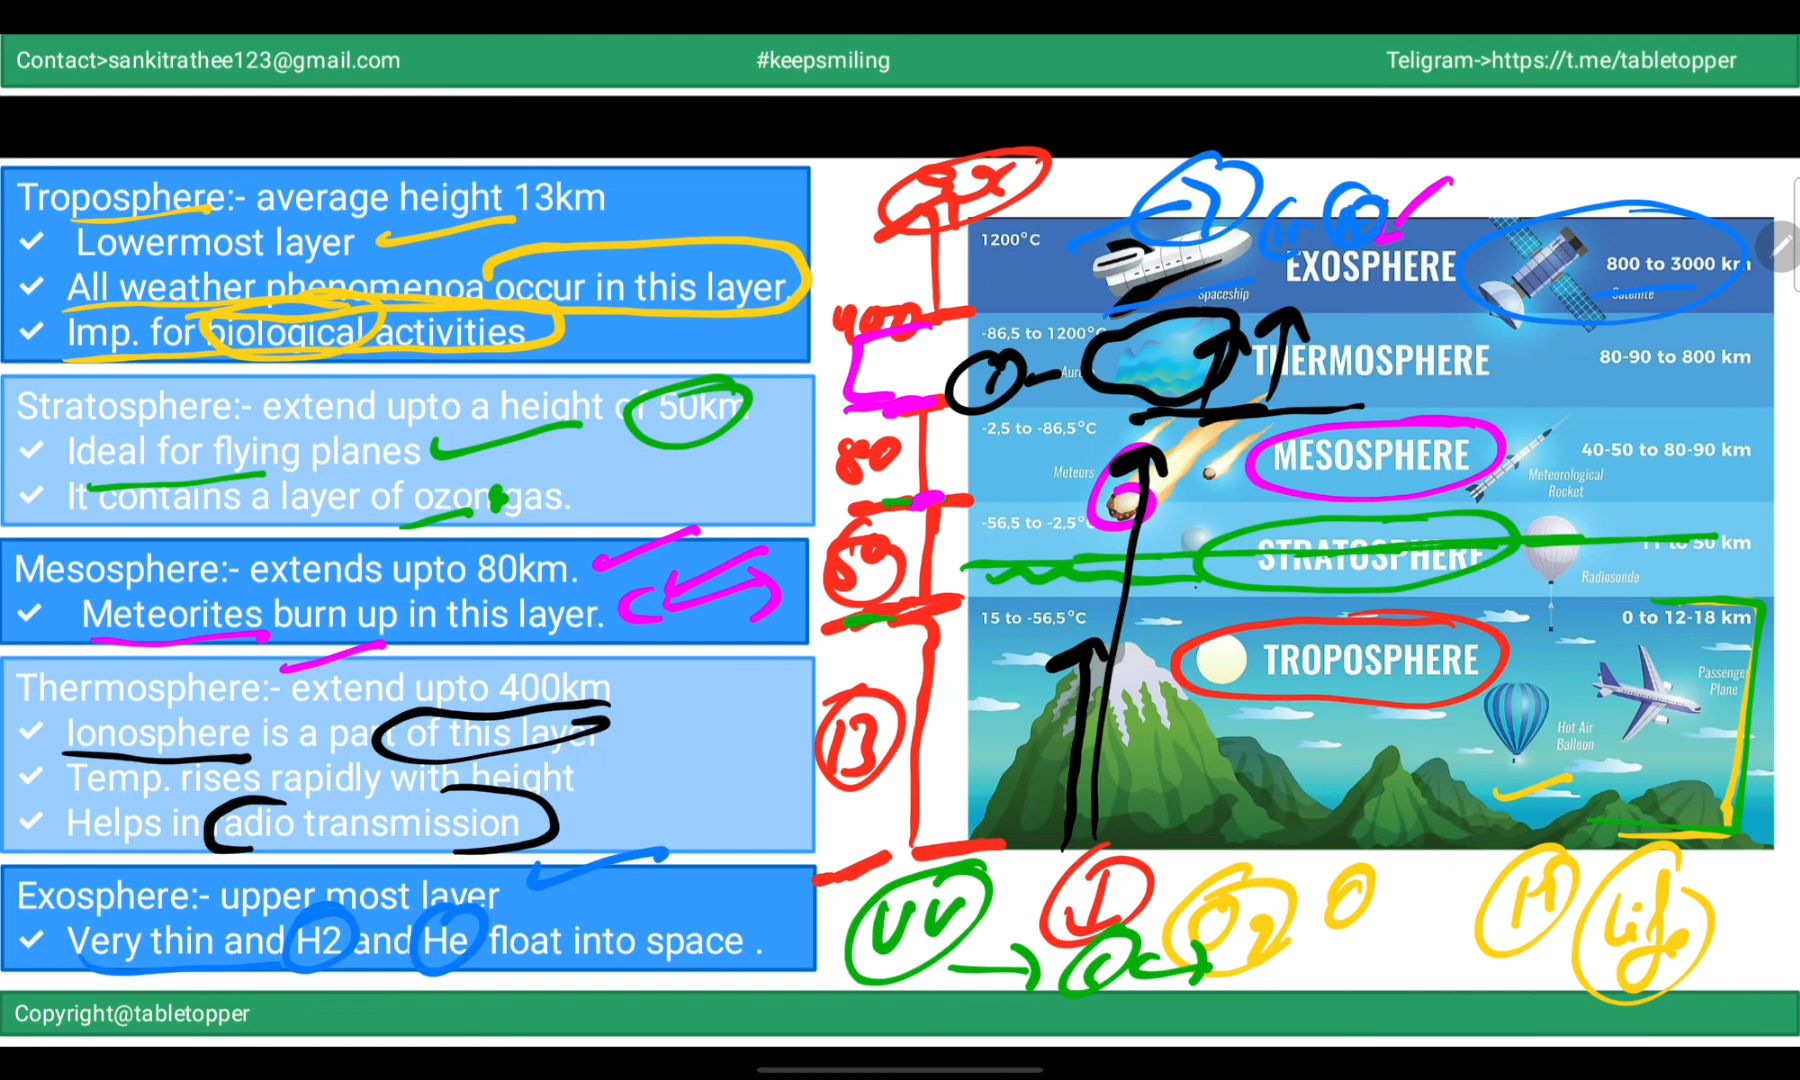 Contact>sankitrathee123@gmail.com
#keepsmiling
Teligram->https://t.me/tabletopper
Troposphere:- average height 13km
✓ Lowermost layer
✓ All weather phenomenoa occur in this layer.
✓ Imp. for biological activities
Stratosphere:- extend upto a height of 50km
✓ Ideal for flying planes
✓ It contains a layer of ozone gas.
Mesosphere:- extends upto 80km.
✓ Meteorites burn up in this layer.
Thermosphere:- extend upto 400km
✓ Ionosphere is a part of this layer
✓ Temp. rises rapidly with height
✓ Helps in radio transmission
Exosphere:- upper most layer
✓ Very thin and H2 and He float into space .
400
80
50
13
1200°C
Spaceship
EXOSPHERE
800 to 3000 km
Satellite
-86,5 to 1200°C
THERMOSPHERE
80-90 to 800 km
-2,5 to -86,5°C
Meteors
MESOSPHERE
40-50 to 80-90 km
Meteorological
Rocket
-56,5 to -2,5°C
STRATOSPHERE
11 to 50 km
Radiosonde
15 to -56,5°C
TROPOSPHERE
0 to 12-18 km
Passenger
Plane
Hot Air
Balloon
UV
I
O2
H
life
Copyright@tabletopper